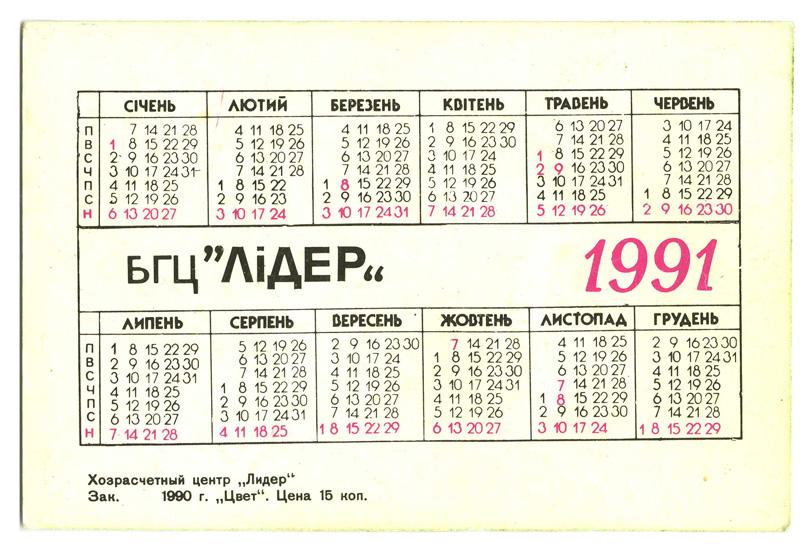 СІЧЕНЬ ЛЮТИЙ БЕРЕЗЕНЬ КВІТЕНЬ ТРАВЕНЬ ЧЕРВЕНЬ
П 7 14 21 28 4 11 18 25 4 11 18 25 1 8 15 22 29 6 13 20 27 3 10 17 24
В 1 8 15 22 29 5 12 19 26 5 12 19 26 2 9 16 23 30 7 14 21 28 4 11 18 25
С 2 9 16 23 30 6 13 20 27 6 13 20 27 3 10 17 24 1 8 15 22 29 5 12 19 26
Ч 3 10 17 24 31 7 14 21 28 7 14 21 28 4 11 18 25 2 9 16 23 30 6 13 20 27
П 4 11 18 25 1 8 15 22 1 8 15 22 29 5 12 19 26 3 10 17 24 31 7 14 21 28
С 5 12 19 26 2 9 16 23 2 9 16 23 30 6 13 20 27 4 11 18 25 1 8 15 22 29
Н 6 13 20 27 3 10 17 24 3 10 17 24 31 7 14 21 28 5 12 19 26 2 9 16 23 30
БГЦ ”ЛіДЕР„ 1991
ЛИПЕНЬ СЕРПЕНЬ ВЕРЕСЕНЬ ЖОВТЕНЬ ЛИСТОПАД ГРУДЕНЬ
П 1 8 15 22 29 5 12 19 26 2 9 16 23 30 7 14 21 28 4 11 18 25 2 9 16 23 30
В 2 9 16 23 30 6 13 20 27 3 10 17 24 1 8 15 22 29 5 12 19 26 3 10 17 24 31
С 3 10 17 24 31 7 14 21 28 4 11 18 25 2 9 16 23 30 6 13 20 27 4 11 18 25
Ч 4 11 18 25 1 8 15 22 29 5 12 19 26 3 10 17 24 31 7 14 21 28 5 12 19 26
П 5 12 19 26 2 9 16 23 30 6 13 20 27 4 11 18 25 1 8 15 22 29 6 13 20 27
С 6 13 20 27 3 10 17 24 31 7 14 21 28 5 12 19 26 2 9 16 23 30 7 14 21 28
Н 7 14 21 28 4 11 18 25 1 8 15 22 29 6 13 20 27 3 10 17 24 1 8 15 22 29
Хозрасчетный центр „Лидер“
Зак. 1990 г. „Цвет“. Цена 15 коп.